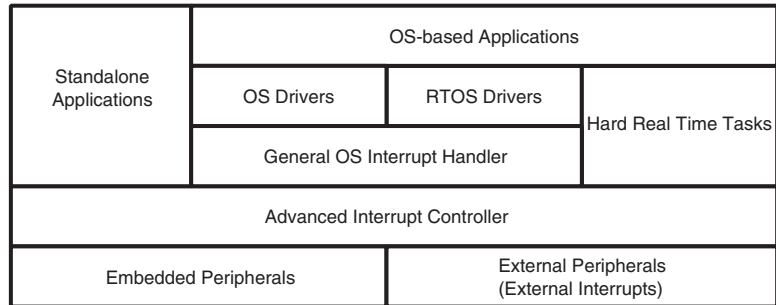 OS-based Applications
Standalone
Applications
OS Drivers
RTOS Drivers
Hard Real Time Tasks
General OS Interrupt Handler
Advanced Interrupt Controller
Embedded Peripherals
External Peripherals
(External Interrupts)